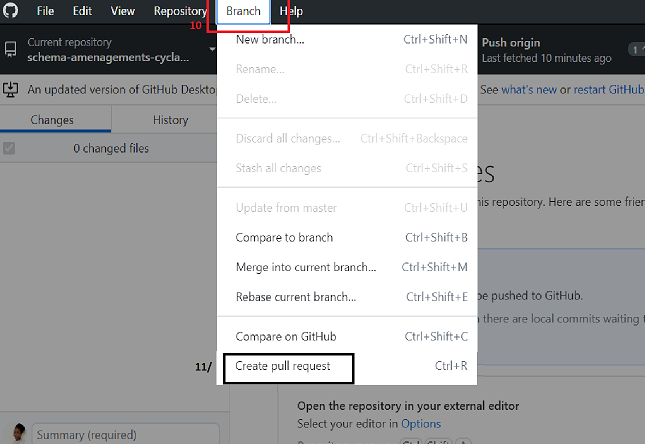 File Edit View Repository Branch Help
10
Current repository
schema-amenagements-cycla...
Push origin
Last fetched 10 minutes ago
1
An updated version of GitHub Deskto
See what's new or restart GitHub
Changes History
0 changed files
New branch... Ctrl+Shift+N
Rename... Ctrl+Shift+R
Delete... Ctrl+Shift+D
Discard all changes... Ctrl+Shift+Backspace
Stash all changes Ctrl+Shift+S
Update from master Ctrl+Shift+U
Compare to branch Ctrl+Shift+B
Merge into current branch... Ctrl+Shift+M
Rebase current branch... Ctrl+Shift+E
Compare on GitHub Ctrl+Shift+C
11/ Create pull request Ctrl+R
es
his repository. Here are some frien
be pushed to GitHub.
there are local commits waiting t
Summary (required)
Open the repository in your external editor
Select your editor in Options
Ctrl Shift A